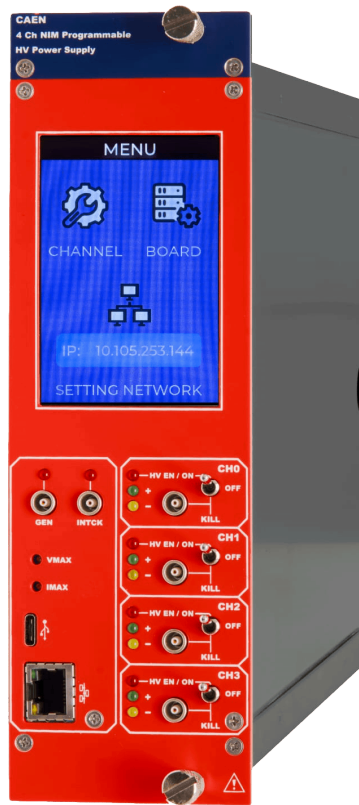 CAEN
4 Ch NIM Programmable
HV Power Supply
MENU
CHANNEL BOARD
IP: 10.105.253.144
SETTING NETWORK
GEN INTCK
VMAX
IMAX
CH0
HV EN / ON
OFF
+
-
KILL
CH1
HV EN / ON
OFF
+
-
KILL
CH2
HV EN / ON
OFF
+
-
KILL
CH3
HV EN / ON
OFF
+
-
KILL